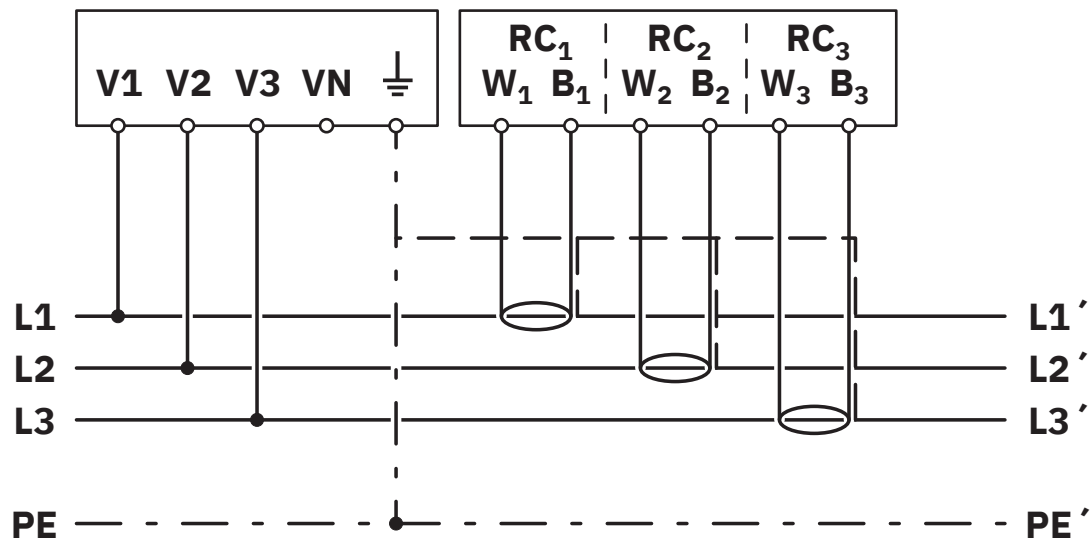 RC₁ RC₂ RC₃
V1 V2 V3 VN W₁ B₁ W₂ B₂ W₃ B₃
L1 L1′
L2 L2′
L3 L3′
PE PE′